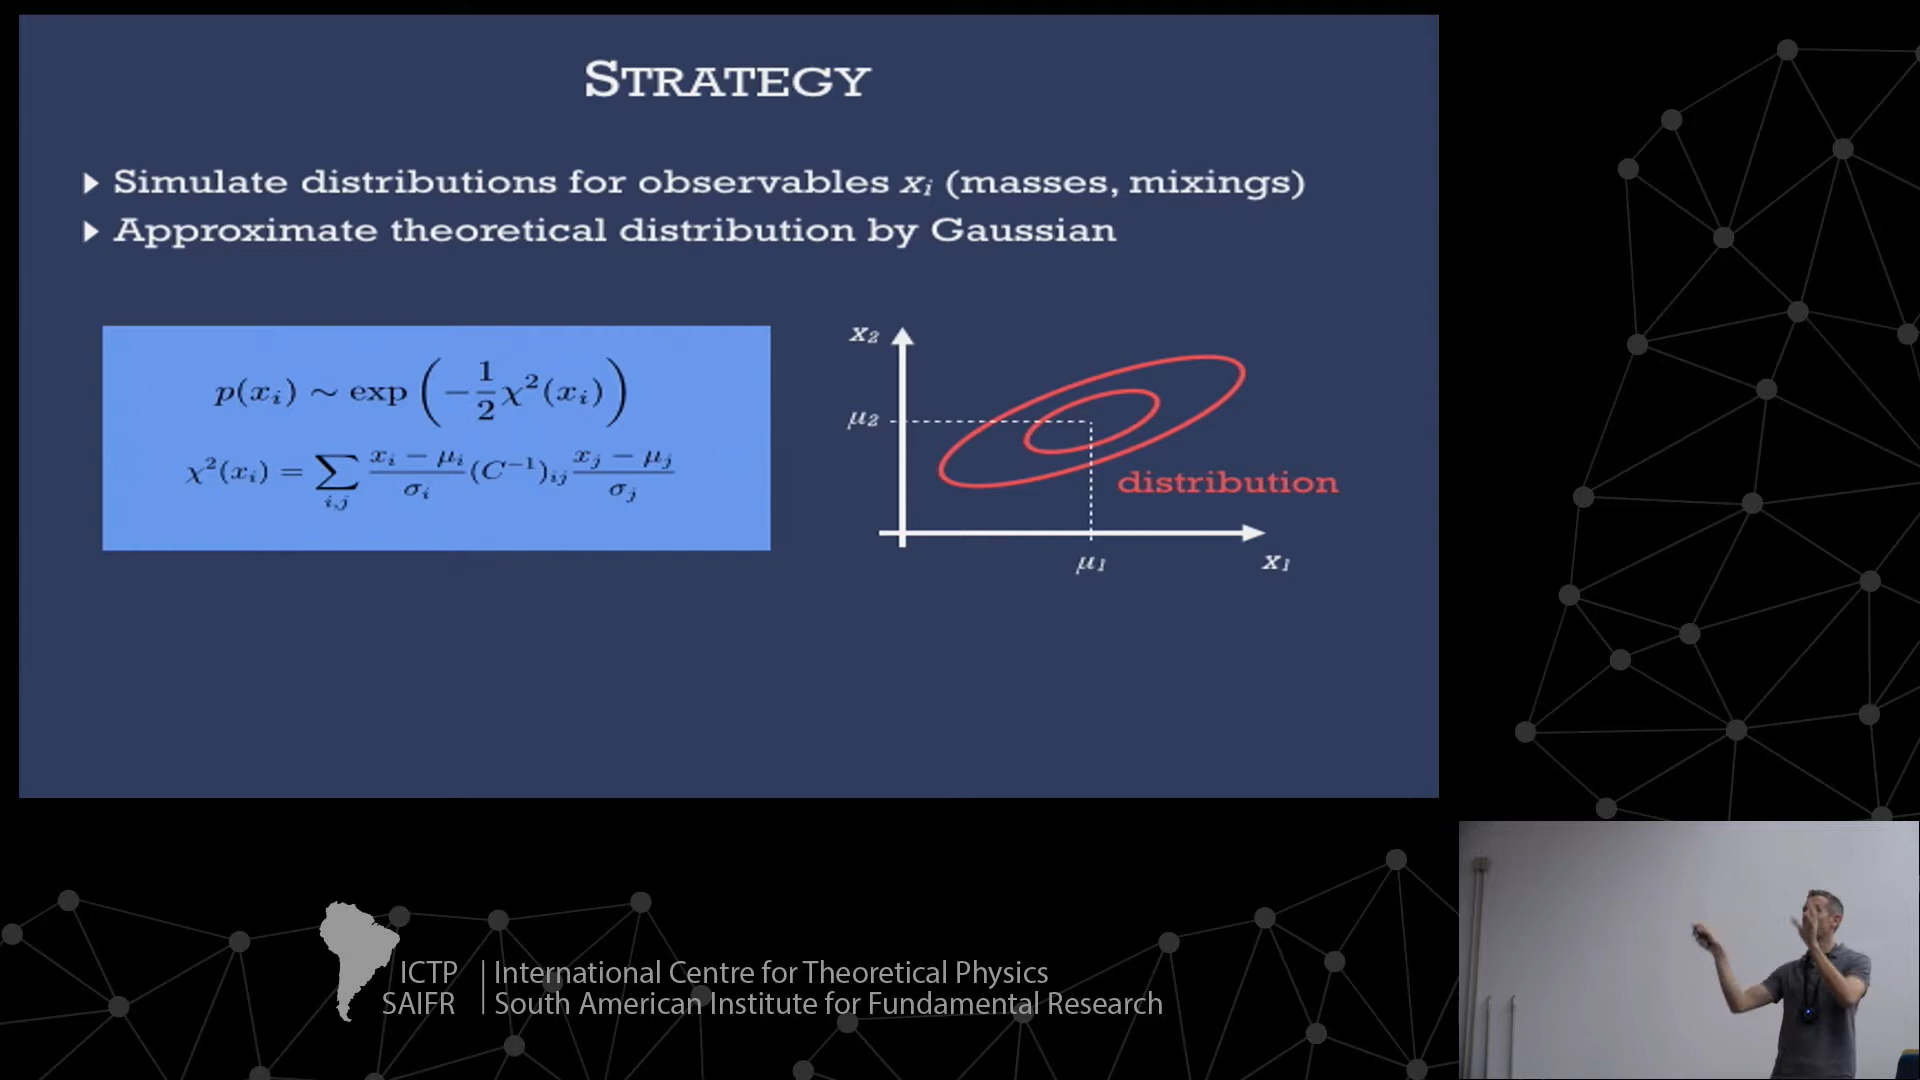 STRATEGY
Simulate distributions for observables xᵢ (masses, mixings)
Approximate theoretical distribution by Gaussian
p(xᵢ) ∼ exp (−1/2 χ²(xᵢ))
χ²(xᵢ) = ∑_{i,j} (xᵢ − μᵢ)/σᵢ (C⁻¹)ᵢⱼ (xⱼ − μⱼ)/σⱼ
x₂
μ₂
distribution
μ₁
x₁
ICTP
SAIFR
International Centre for Theoretical Physics
South American Institute for Fundamental Research